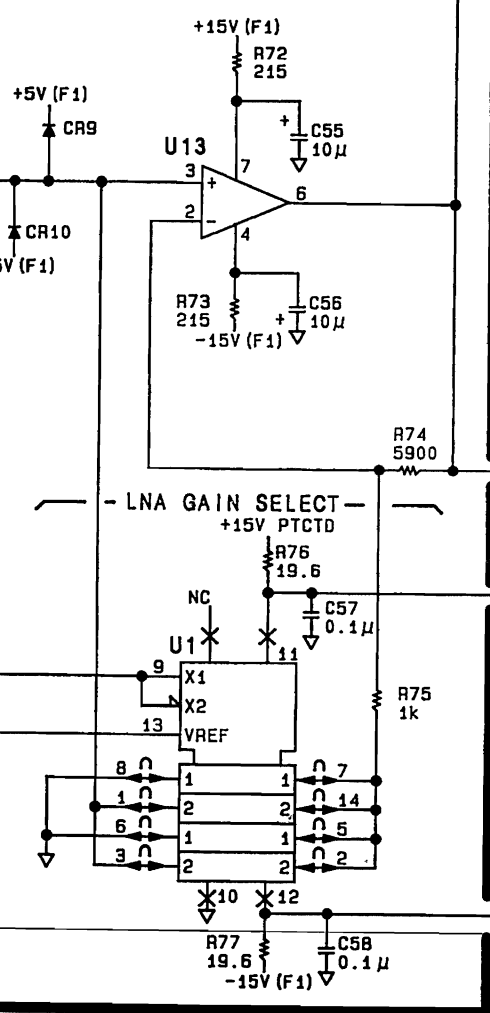 +15V (F1)
R72
215
+5V (F1)
CR9
+ C55
10µ
U13
7
3 +
6
2 -
4
CR10
5V (F1)
R73
215
C56
+ 10µ
-15V (F1)
R74
5900
LNA GAIN SELECT
+15V PTCTD
R76
19.6
NC
C57
0.1µ
U1
11
9 X1
X2
R75
1k
13 VREF
8 1 1 7
1 2 2 14
6 1 1 5
3 2 2 2
10 12
R77
19.6
C58
0.1µ
-15V (F1)